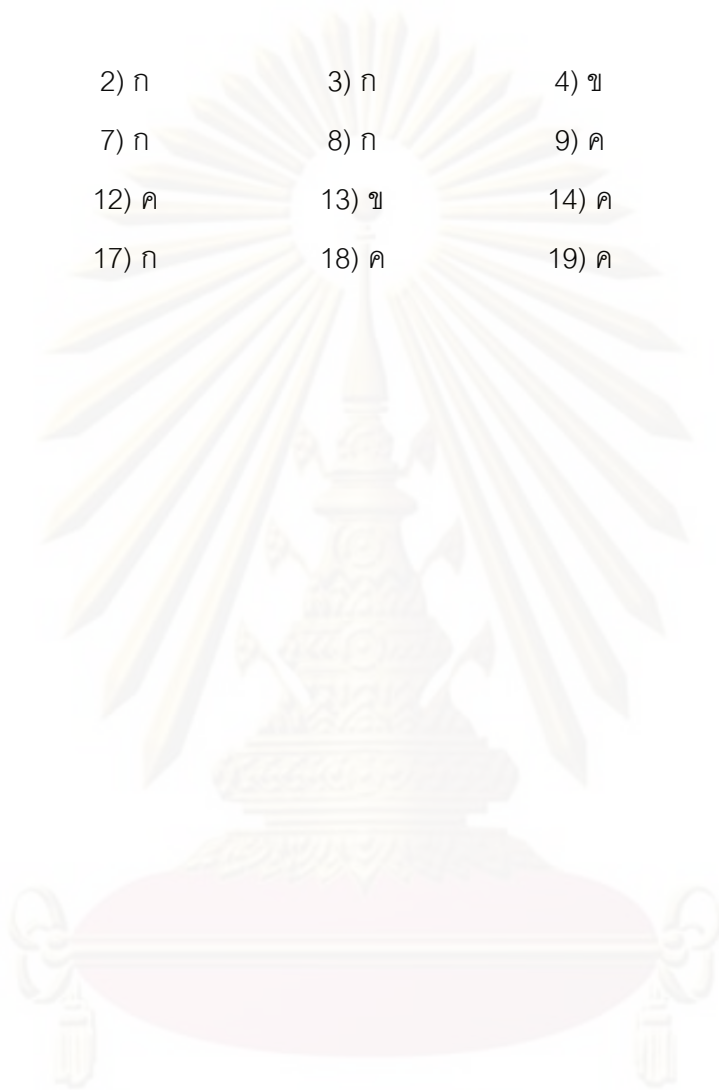 2) ก 3) ก 4) ข
7) ก 8) ก 9) ค
12) ค 13) ข 14) ค
17) ก 18) ค 19) ค